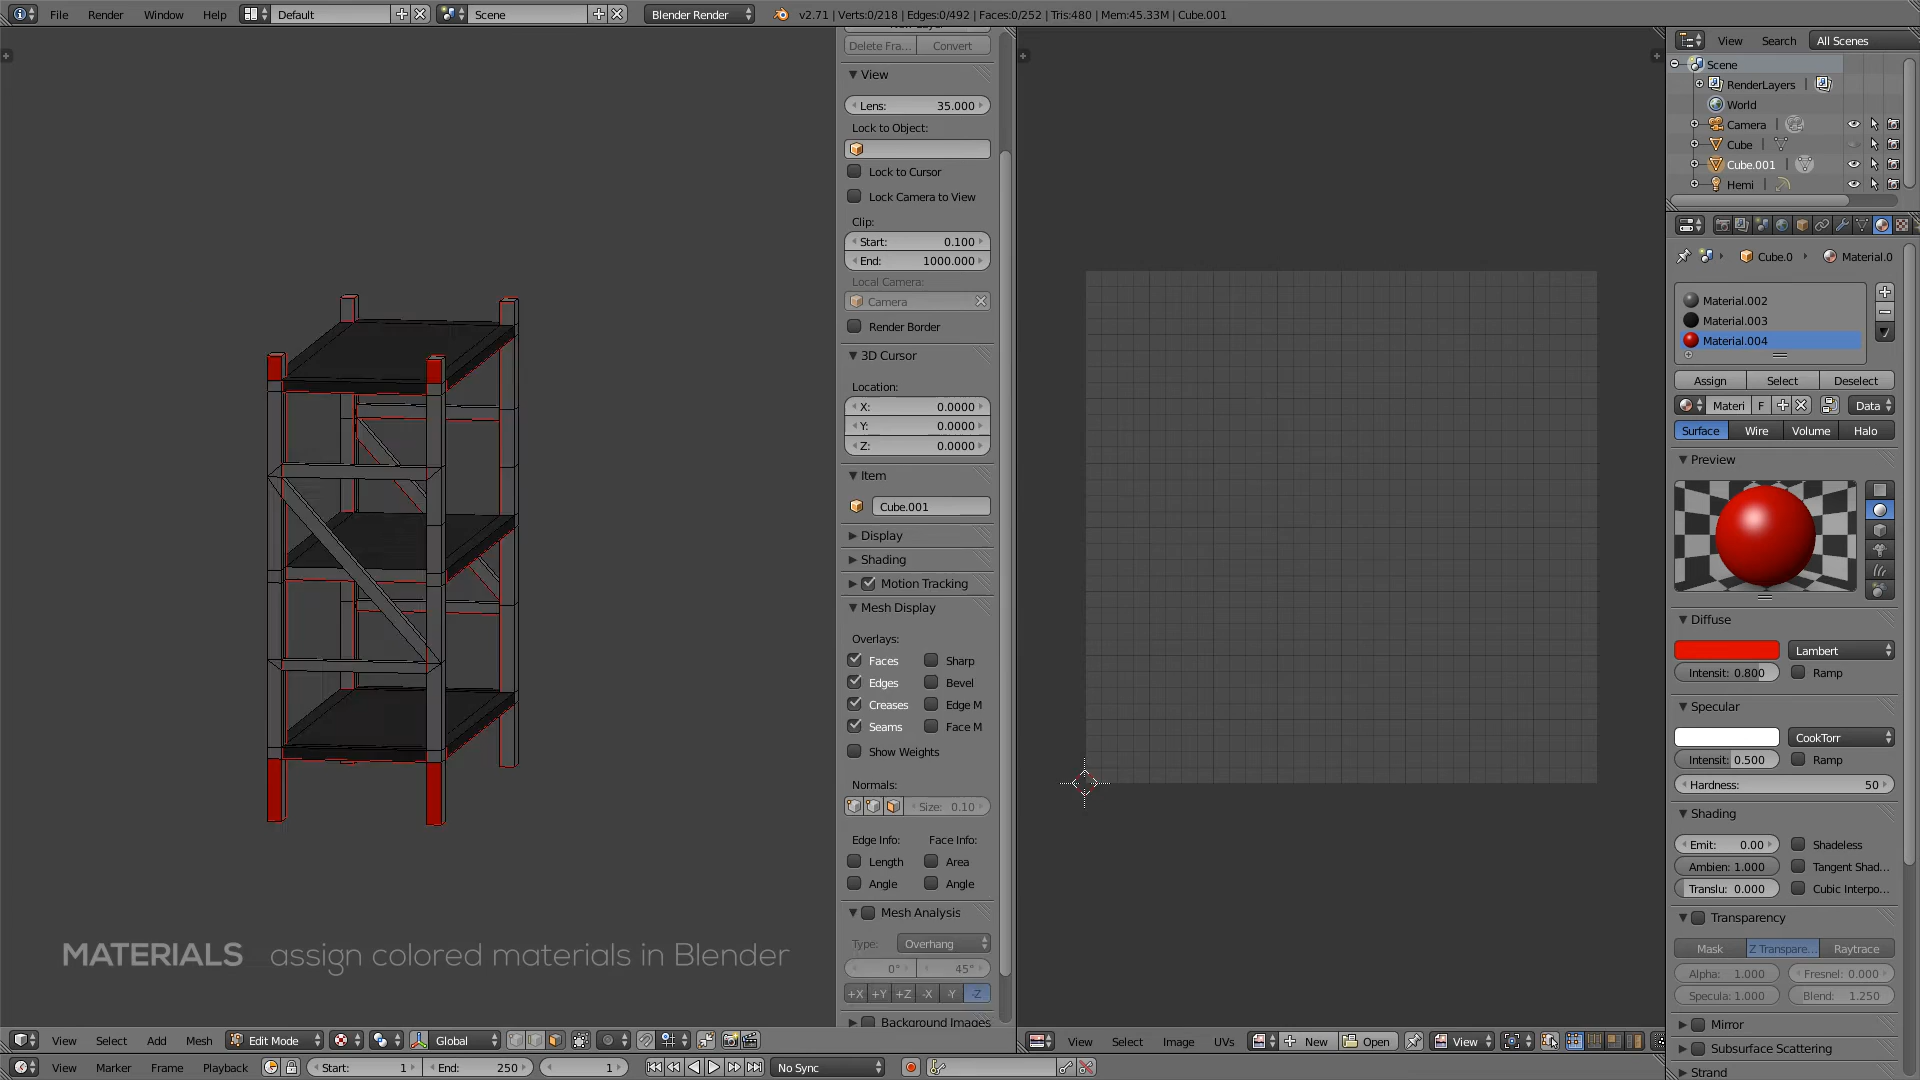 File Render Window Help Default Scene Blender Render v2.71 | Verts:0/218 | Edges:0/492 | Faces:0/252 | Tris:480 | Mem:45.33M | Cube.001
Delete Fra... Convert
View
Lens: 35.000
Lock to Object:
Lock to Cursor
Lock Camera to View
Clip:
Start: 0.100
End: 1000.000
Local Camera:
Camera
Render Border
3D Cursor
Location:
X: 0.0000
Y: 0.0000
Z: 0.0000
Item
Cube.001
Display
Shading
Motion Tracking
Mesh Display
Overlays:
Faces Sharp
Edges Bevel
Creases Edge M
Seams Face M
Show Weights
Normals:
Size: 0.10
Edge Info: Face Info:
Length Area
Angle Angle
Mesh Analysis
Type: Overhang
0° 45°
+X +Y +Z -X -Y -Z
Background Images
MATERIALS assign colored materials in Blender
View Search All Scenes
Scene
RenderLayers
World
Camera
Cube
Cube.001
Hemi
Cube.0 Material.0
Material.002
Material.003
Material.004
Assign Select Deselect
Materi F Data
Surface Wire Volume Halo
Preview
Diffuse
Lambert
Intensit: 0.800 Ramp
Specular
CookTorr
Intensit: 0.500 Ramp
Hardness: 50
Shading
Emit: 0.00 Shadeless
Ambien: 1.000 Tangent Shad...
Translu: 0.000 Cubic Interpo...
Transparency
Mask Z Transpare... Raytrace
Alpha: 1.000 Fresnel: 0.000
Specula: 1.000 Blend: 1.250
Mirror
Subsurface Scattering
Strand
View Select Add Mesh Edit Mode Global
View Select Image UVs New Open View
View Marker Frame Playback Start: 1 End: 250 1 No Sync